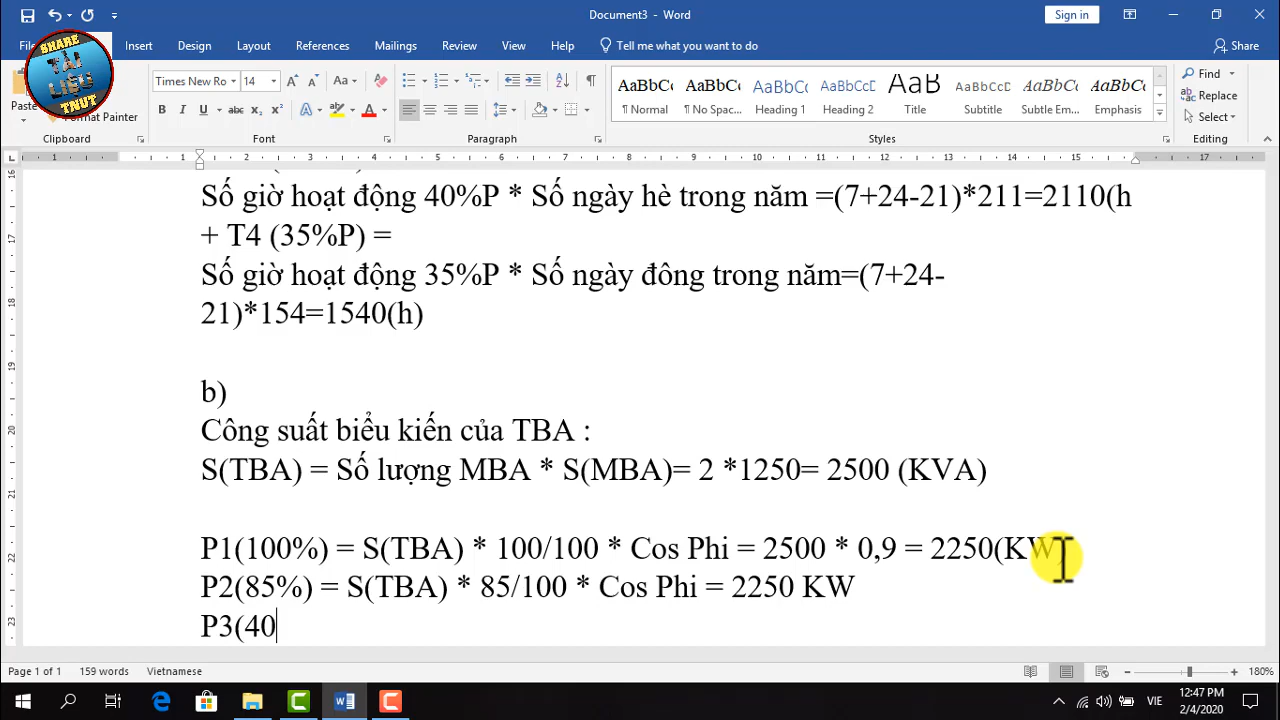 Document3 - Word
Sign in
Insert Design Layout References Mailings Review View Help Tell me what you want to do Share
SHARE
TÀI
LIỆU
TNUT
Times New Ro 14
AaBbCc AaBbCc AaBbCc AaBbCc AaB AaBbCc AaBbCc AaBbCc
¶ Normal ¶ No Spac... Heading 1 Heading 2 Title Subtitle Subtle Em... Emphasis
Find
Replace
Select
Clipboard Font Paragraph Styles Editing
Số giờ hoạt động 40%P * Số ngày hè trong năm =(7+24-21)*211=2110(h
+ T4 (35%P) =
Số giờ hoạt động 35%P * Số ngày đông trong năm=(7+24-
21)*154=1540(h)
b)
Công suất biểu kiến của TBA :
S(TBA) = Số lượng MBA * S(MBA)= 2 *1250= 2500 (KVA)
P1(100%) = S(TBA) * 100/100 * Cos Phi = 2500 * 0,9 = 2250(KW)
P2(85%) = S(TBA) * 85/100 * Cos Phi = 2250 KW
P3(40
Page 1 of 1 159 words Vietnamese 180%
VIE
12:47 PM
2/4/2020